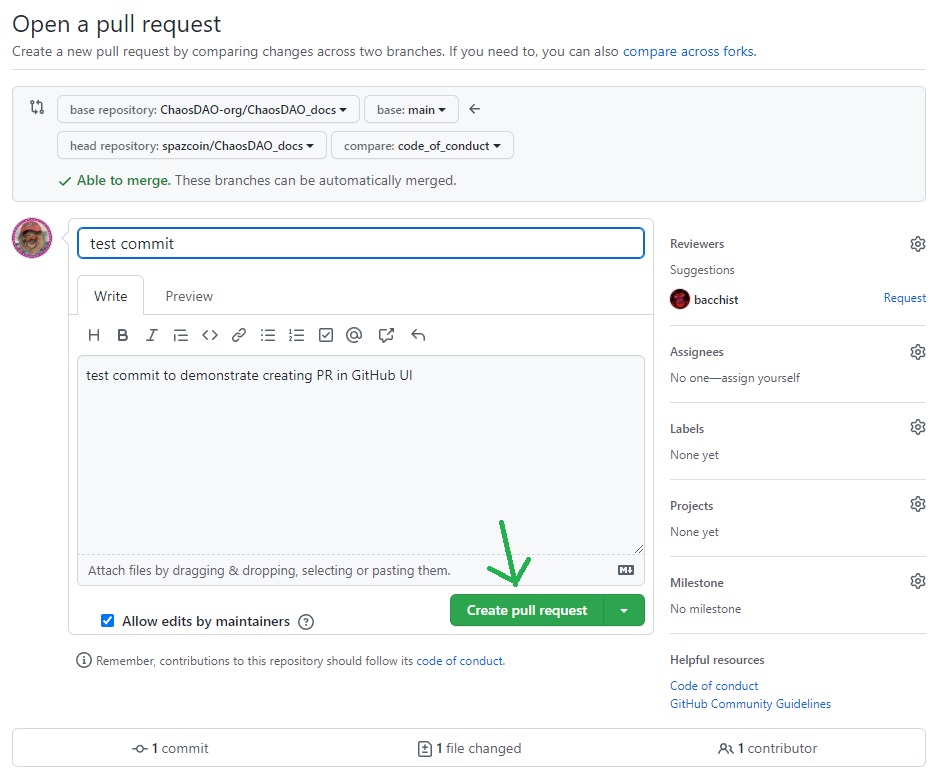 Open a pull request
Create a new pull request by comparing changes across two branches. If you need to, you can also compare across forks.
base repository: ChaosDAO-org/ChaosDAO_docs
base: main
head repository: spazcoin/ChaosDAO_docs
compare: code_of_conduct
Able to merge. These branches can be automatically merged.
test commit
Write
Preview
test commit to demonstrate creating PR in GitHub UI
Attach files by dragging & dropping, selecting or pasting them.
Allow edits by maintainers
Create pull request
Remember, contributions to this repository should follow its code of conduct.
Reviewers
Suggestions
bacchist
Request
Assignees
No one—assign yourself
Labels
None yet
Projects
None yet
Milestone
No milestone
Helpful resources
Code of conduct
GitHub Community Guidelines
1 commit
1 file changed
1 contributor